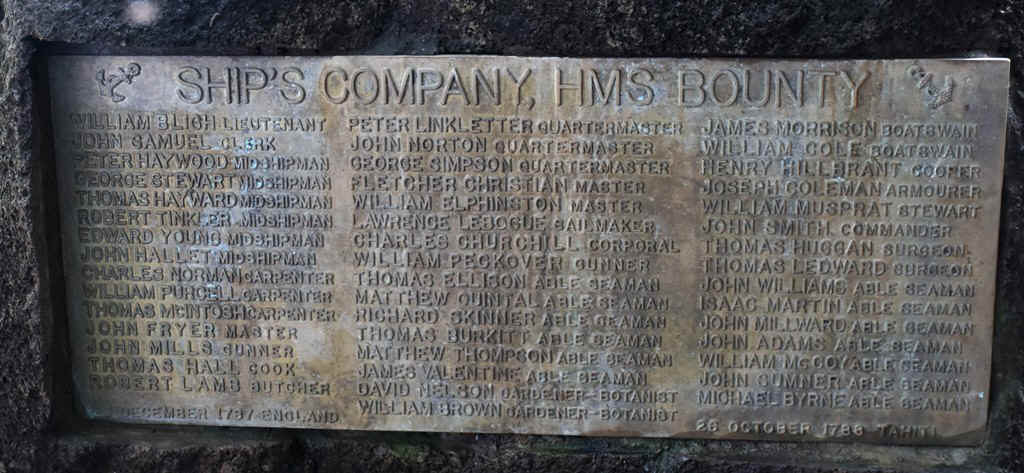 SHIP'S COMPANY, HMS BOUNTY
WILLIAM BLIGH LIEUTENANT
JOHN SAMUEL CLERK
PETER HAYWOOD MIDSHIPMAN
GEORGE STEWART MIDSHIPMAN
THOMAS HAYWARD MIDSHIPMAN
ROBERT TINKLER MIDSHIPMAN
EDWARD YOUNG MIDSHIPMAN
JOHN HALLET MIDSHIPMAN
CHARLES NORMAN CARPENTER
WILLIAM PURCELL CARPENTER
THOMAS MCINTOSH CARPENTER
JOHN FRYER MASTER
JOHN MILLS GUNNER
THOMAS HALL COOK
ROBERT LAMB BUTCHER
DECEMBER 1787 ENGLAND
PETER LINKLETTER QUARTERMASTER
JOHN NORTON QUARTERMASTER
GEORGE SIMPSON QUARTERMASTER
FLETCHER CHRISTIAN MASTER
WILLIAM ELPHINSTON MASTER
LAWRENCE LEBOGUE SAILMAKER
CHARLES CHURCHILL CORPORAL
WILLIAM PECKOVER GUNNER
THOMAS ELLISON ABLE SEAMAN
MATTHEW QUINTAL ABLE SEAMAN
RICHARD SKINNER ABLE SEAMAN
THOMAS BURKITT ABLE SEAMAN
MATTHEW THOMPSON ABLE SEAMAN
JAMES VALENTINE ABLE SEAMAN
DAVID NELSON GARDENER-BOTANIST
WILLIAM BROWN GARDENER-BOTANIST
JAMES MORRISON BOATSWAIN
WILLIAM COLE BOATSWAIN
HENRY HILLBRANT COOPER
JOSEPH COLEMAN ARMOURER
WILLIAM MUSPRAT STEWART
JOHN SMITH COMMANDER
THOMAS HUGGAN SURGEON
THOMAS LEDWARD SURGEON
JOHN WILLIAMS ABLE SEAMAN
ISAAC MARTIN ABLE SEAMAN
JOHN MILLWARD ABLE SEAMAN
JOHN ADAMS ABLE SEAMAN
WILLIAM McCOY ABLE SEAMAN
JOHN SUMNER ABLE SEAMAN
MICHAEL BYRNE ABLE SEAMAN
26 OCTOBER 1788 TAHITI